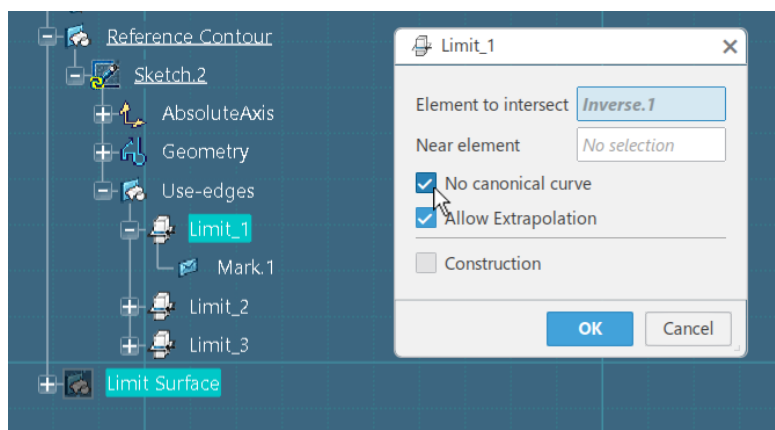 Reference Contour
Sketch.2
AbsoluteAxis
Geometry
Use-edges
Limit_1
Mark.1
Limit_2
Limit_3
Limit Surface
Limit_1
Element to intersect Inverse.1
Near element No selection
No canonical curve
Allow Extrapolation
Construction
OK Cancel